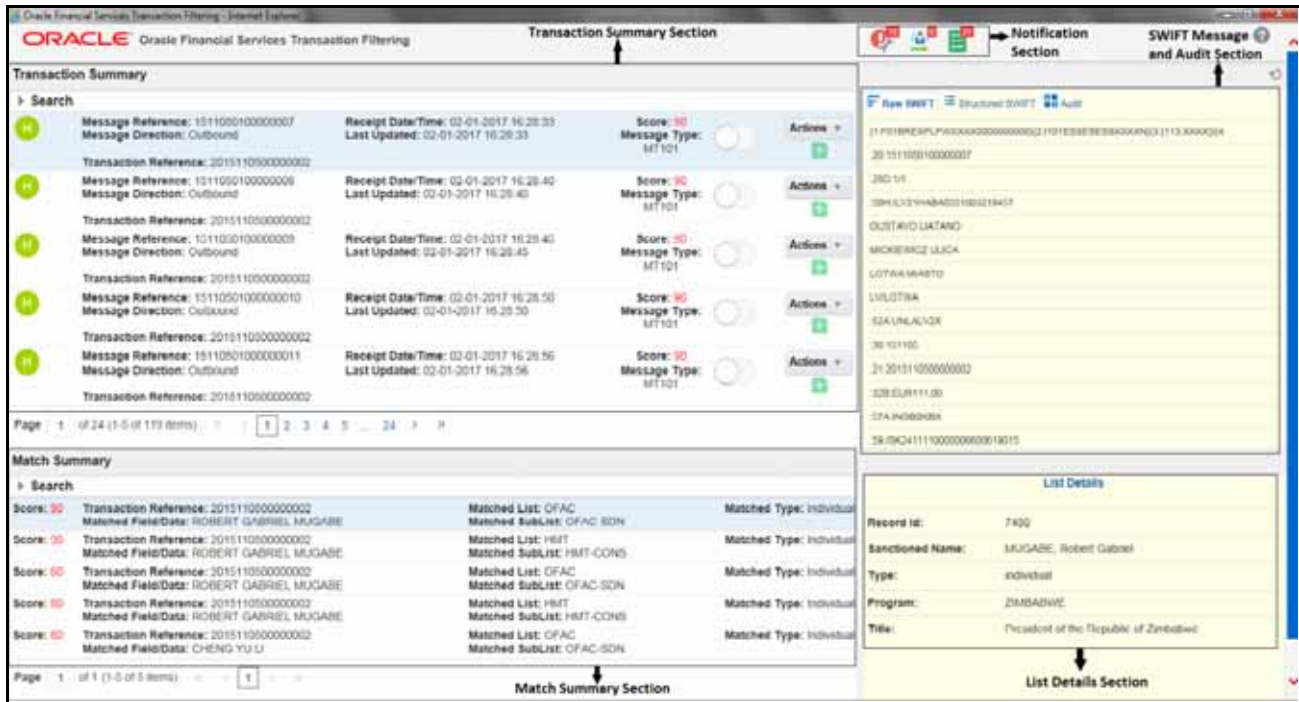 Oracle Financial Services Transaction Filtering - Internet Explorer
ORACLE Oracle Financial Services Transaction Filtering
Transaction Summary Section
Notification Section
SWIFT Message and Audit Section
Transaction Summary
Search
H
Message Reference: 1511050100000007
Receipt Date/Time: 02-01-2017 16:28:33
Score: 90
Actions
Message Direction: Outbound
Last Updated: 02-01-2017 16:28:33
Message Type: MT101
Transaction Reference: 2015110500000002
H
Message Reference:
Receipt Date/Time: 02-01-2017 16:28:40
Score: 90
Actions
Message Direction: Outbound
Last Updated: 02-01-2017 16:28:40
Message Type: MT101
Transaction Reference: 2015110500000002
H
Message Reference:
Receipt Date/Time: 02-01-2017 16:28:45
Score: 90
Actions
Message Direction: Outbound
Last Updated: 02-01-2017 16:28:45
Message Type: MT101
Transaction Reference: 2015110500000002
H
Message Reference: 1511050100000010
Receipt Date/Time: 02-01-2017 16:28:50
Score: 90
Actions
Message Direction: Outbound
Last Updated: 02-01-2017 16:28:50
Message Type: MT101
Transaction Reference: 2015110500000002
H
Message Reference: 1511050100000011
Receipt Date/Time: 02-01-2017 16:28:56
Score: 90
Actions
Message Direction: Outbound
Last Updated: 02-01-2017 16:28:56
Message Type: MT101
Transaction Reference: 2015110500000002
Page 1 of 24 (1-5 of 119 items) 1 2 3 4 5 ... 24
Raw SWIFT Structured SWIFT Audit
:20:1511050100000007
:28D:1/1
GUSTAVO LIATANO
MICKIEWICZ ULICA
LOTWA MIASTO
LV/LOTWA
:30:101100
:21:2015110500000002
:32B:EUR111,00
Match Summary
Search
Score: 90 Transaction Reference: 2015110500000002 Matched List: OFAC Matched Type: Individual
Matched Field/Data: ROBERT GABRIEL MUGABE Matched SubList: OFAC-SDN
Score: 90 Transaction Reference: 2015110500000002 Matched List: HMT Matched Type: Individual
Matched Field/Data: ROBERT GABRIEL MUGABE Matched SubList: HMT-CONS
Score: 60 Transaction Reference: 2015110500000002 Matched List: OFAC Matched Type: Individual
Matched Field/Data: ROBERT GABRIEL MUGABE Matched SubList: OFAC-SDN
Score: 60 Transaction Reference: 2015110500000002 Matched List: HMT Matched Type: Individual
Matched Field/Data: ROBERT GABRIEL MUGABE Matched SubList: HMT-CONS
Score: 60 Transaction Reference: 2015110500000002 Matched List: OFAC Matched Type: Individual
Matched Field/Data: CHENG YU LI Matched SubList: OFAC-SDN
Page 1 of 1 (1-5 of 5 items) 1
Match Summary Section
List Details
Record Id:
Sanctioned Name: MUGABE, Robert Gabriel
Type: individual
Program: ZIMBABWE
Title: President of the Republic of Zimbabwe
List Details Section